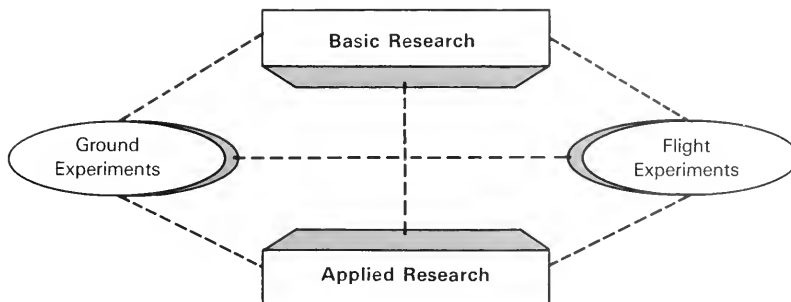 Basic Research
Ground
Experiments
Flight
Experiments
Applied Research